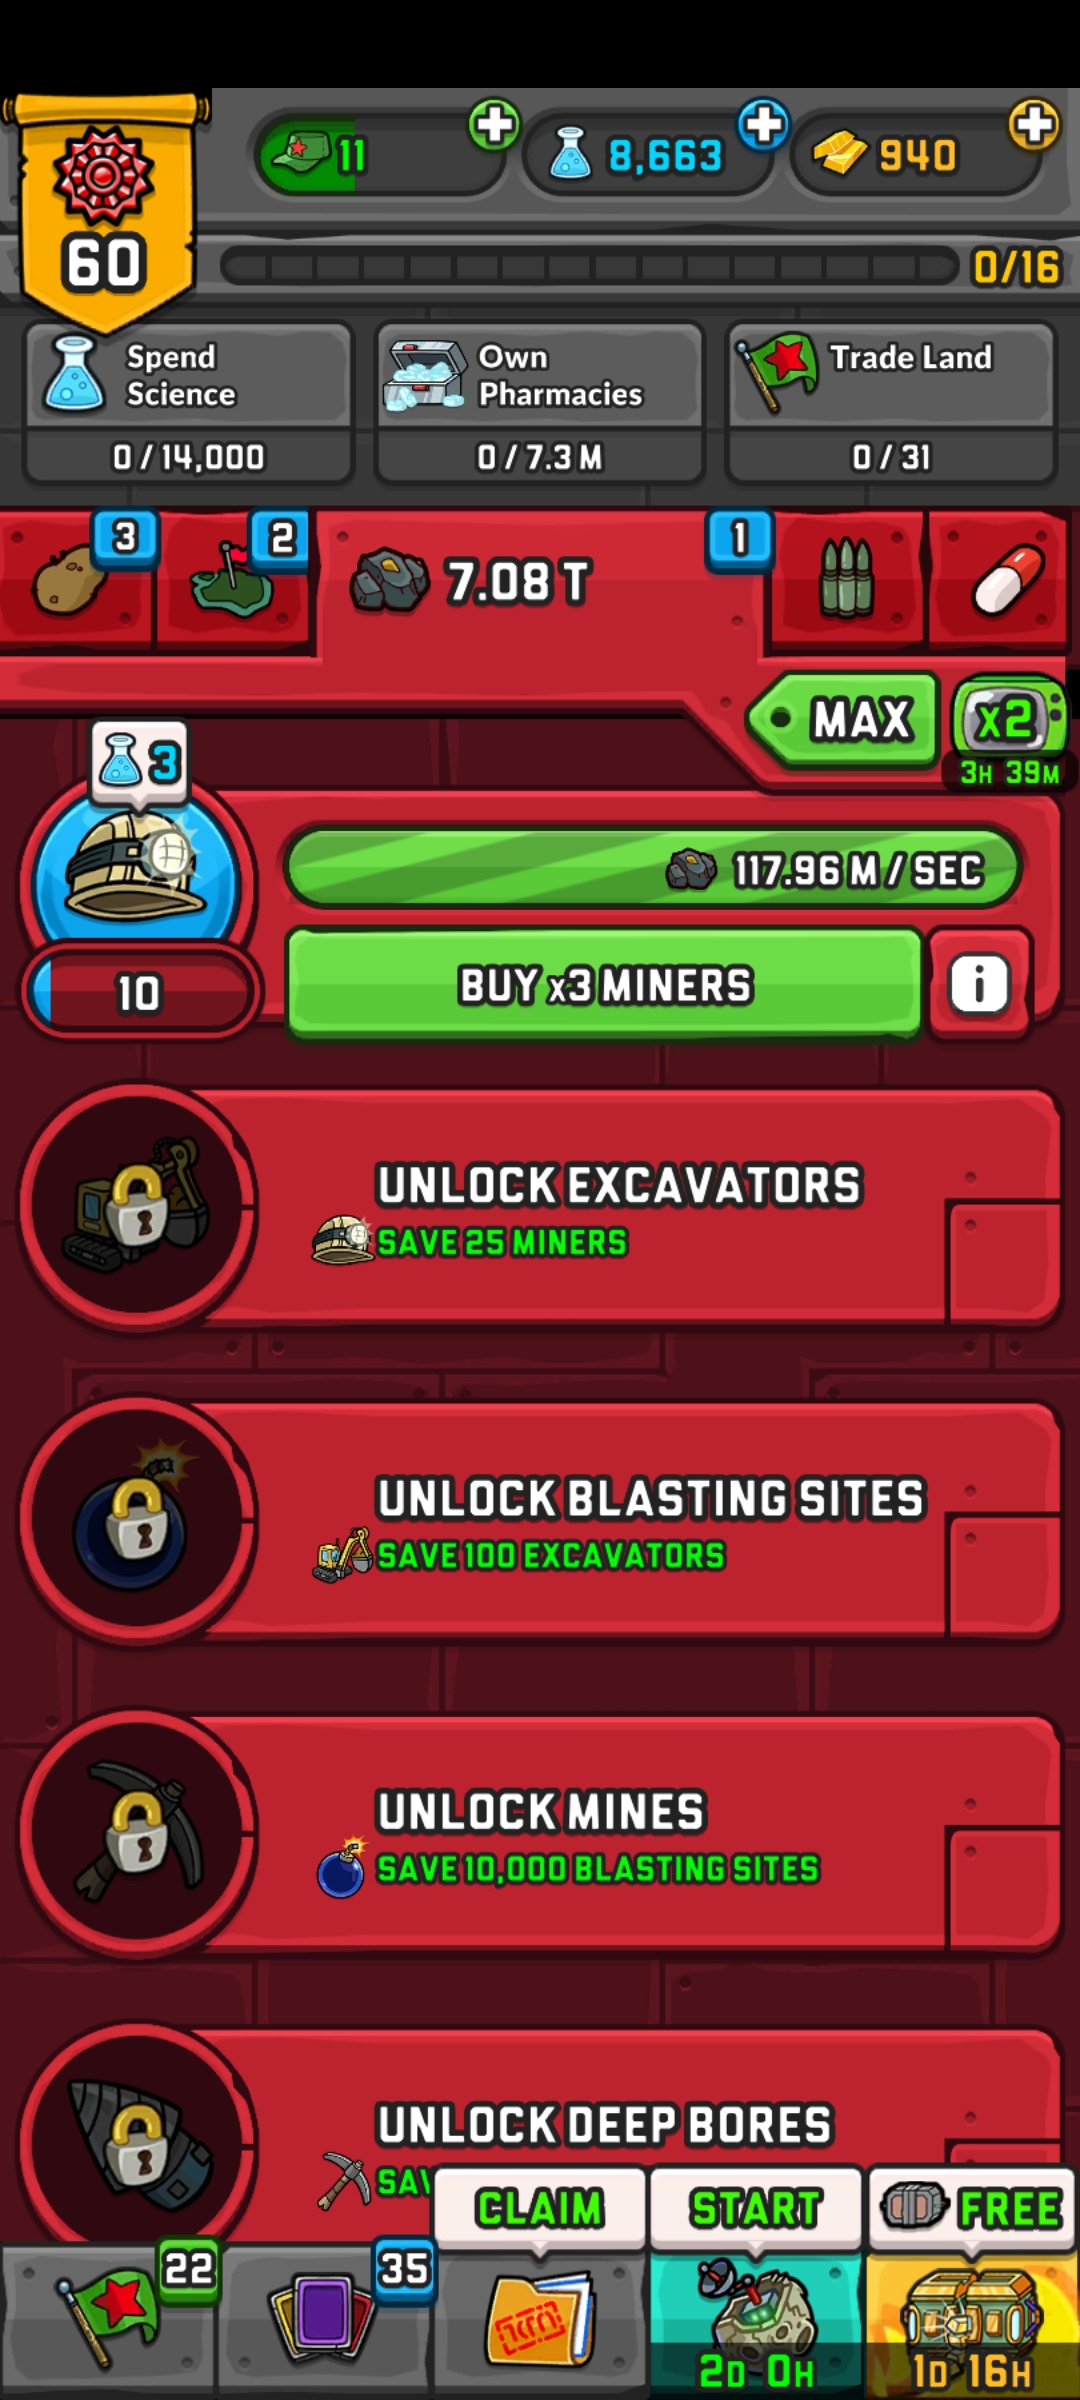 11
8,663
940
60
0/16
Spend
Science
0/14,000
Own
Pharmacies
0/7.3 M
Trade Land
0/31
3
2
7.08 T
1
MAX
x2
3H 39M
3
117.96 M/SEC
10
BUY x3 MINERS
i
UNLOCK EXCAVATORS
SAVE 25 MINERS
UNLOCK BLASTING SITES
SAVE 100 EXCAVATORS
UNLOCK MINES
SAVE 10,000 BLASTING SITES
UNLOCK DEEP BORES
CLAIM
START
FREE
22
35
2D 0H
1D 16H